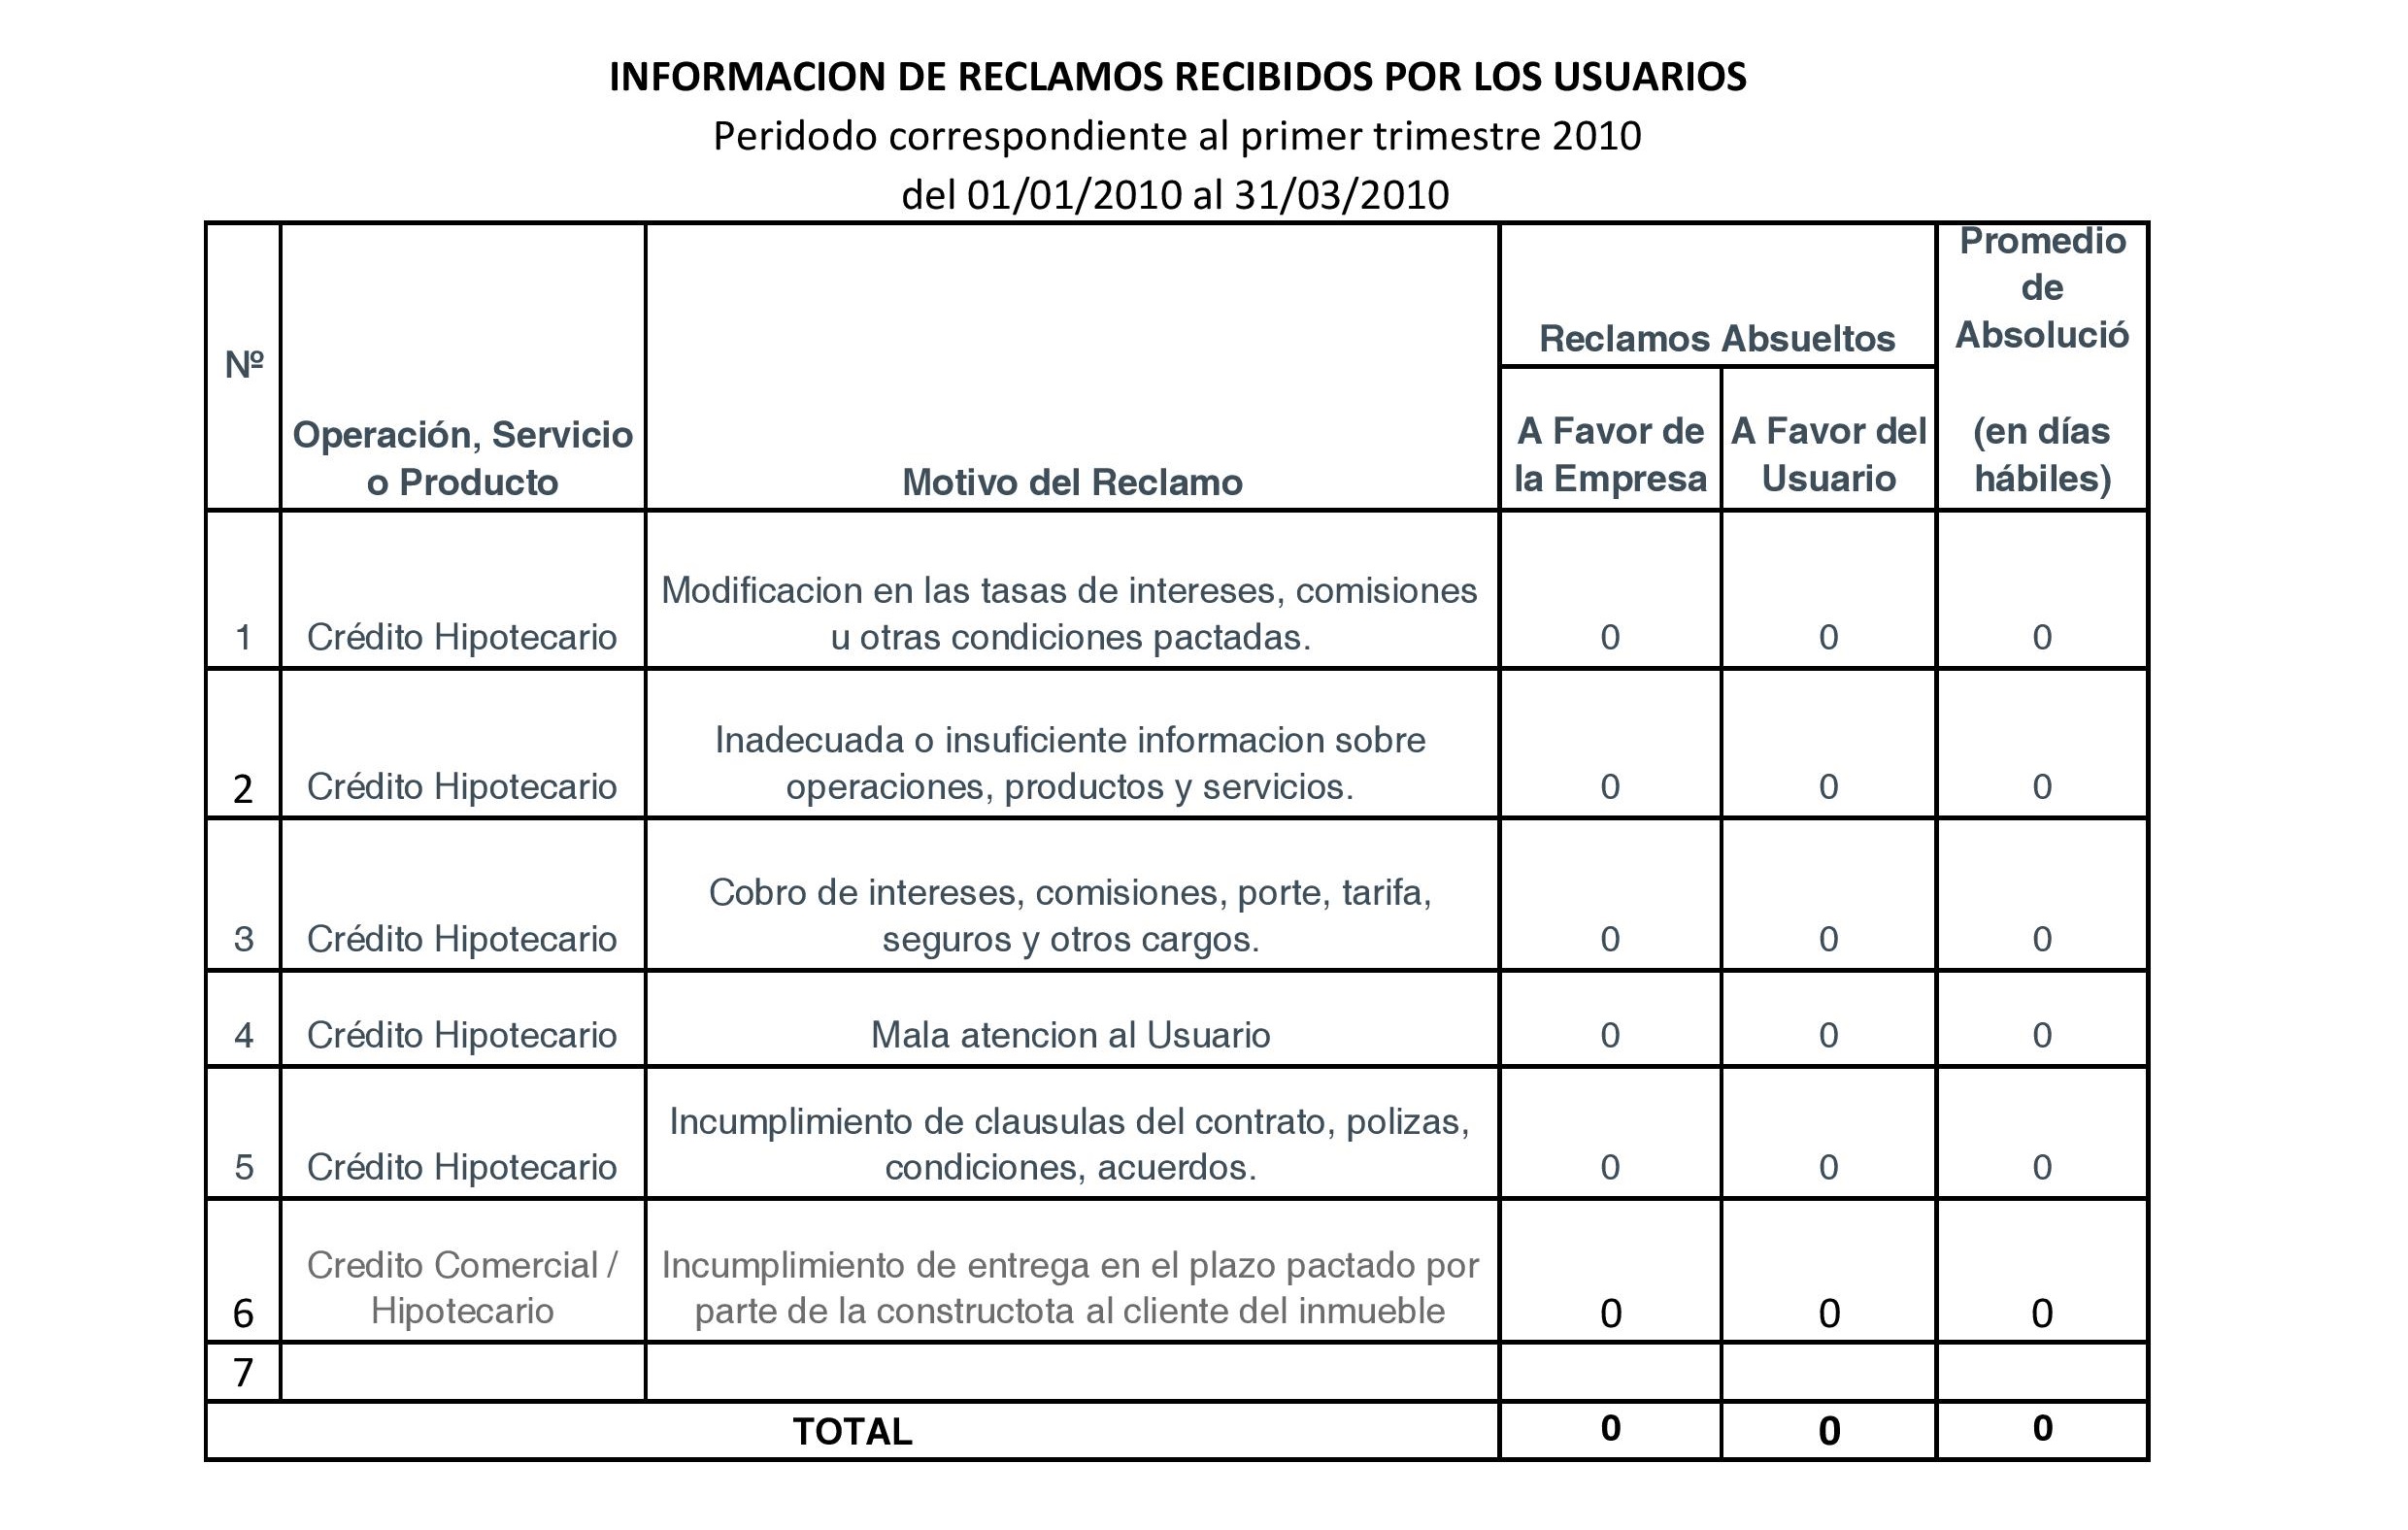 INFORMACION DE RECLAMOS RECIBIDOS POR LOS USUARIOS
Peridodo correspondiente al primer trimestre 2010
del 01/01/2010 al 31/03/2010
Nº
Operación, Servicio
o Producto
Motivo del Reclamo
Reclamos Absueltos
A Favor de
la Empresa
A Favor del
Usuario
Promedio
de
Absolució
(en días
hábiles)
1
Crédito Hipotecario
Modificacion en las tasas de intereses, comisiones
u otras condiciones pactadas.
0
0
0
2
Crédito Hipotecario
Inadecuada o insuficiente informacion sobre
operaciones, productos y servicios.
0
0
0
3
Crédito Hipotecario
Cobro de intereses, comisiones, porte, tarifa,
seguros y otros cargos.
0
0
0
4
Crédito Hipotecario
Mala atencion al Usuario
0
0
0
5
Crédito Hipotecario
Incumplimiento de clausulas del contrato, polizas,
condiciones, acuerdos.
0
0
0
6
Credito Comercial /
Hipotecario
Incumplimiento de entrega en el plazo pactado por
parte de la constructota al cliente del inmueble
0
0
0
7
TOTAL
0
0
0